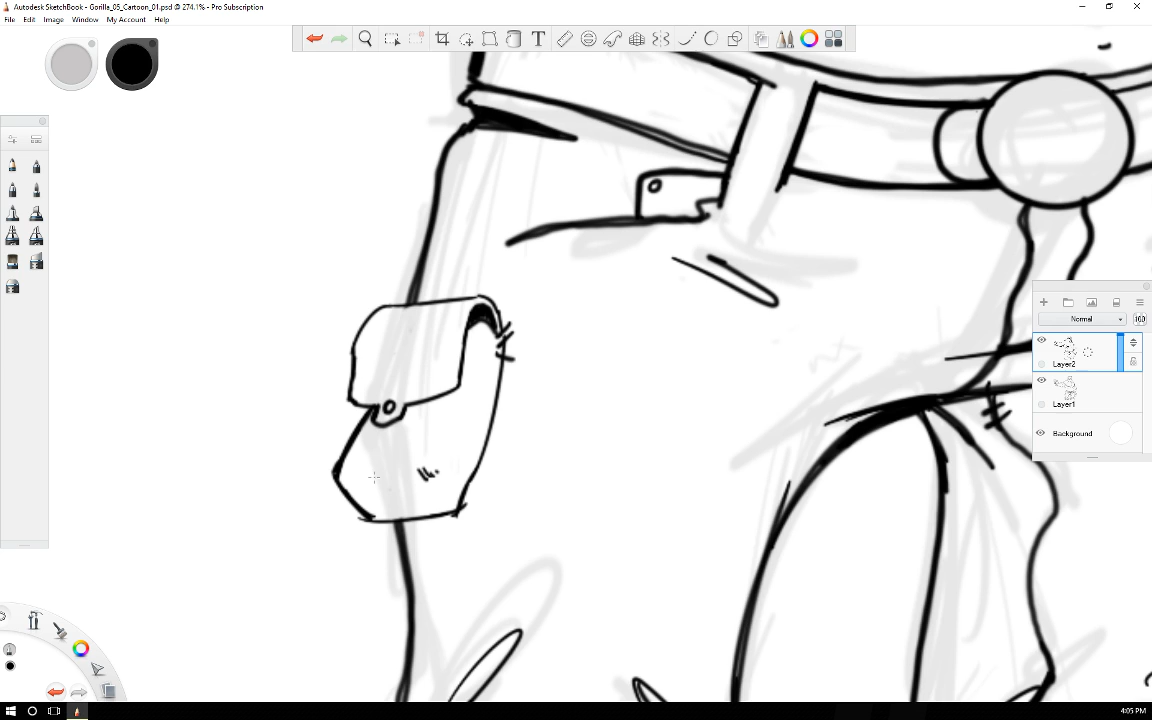 Autodesk SketchBook - Gorilla_05_Cartoon_01.psd @ 274.1% - Pro Subscription
File Edit Image Window My Account Help
T
Normal 100
Layer2
Layer1
Background
4:05 PM